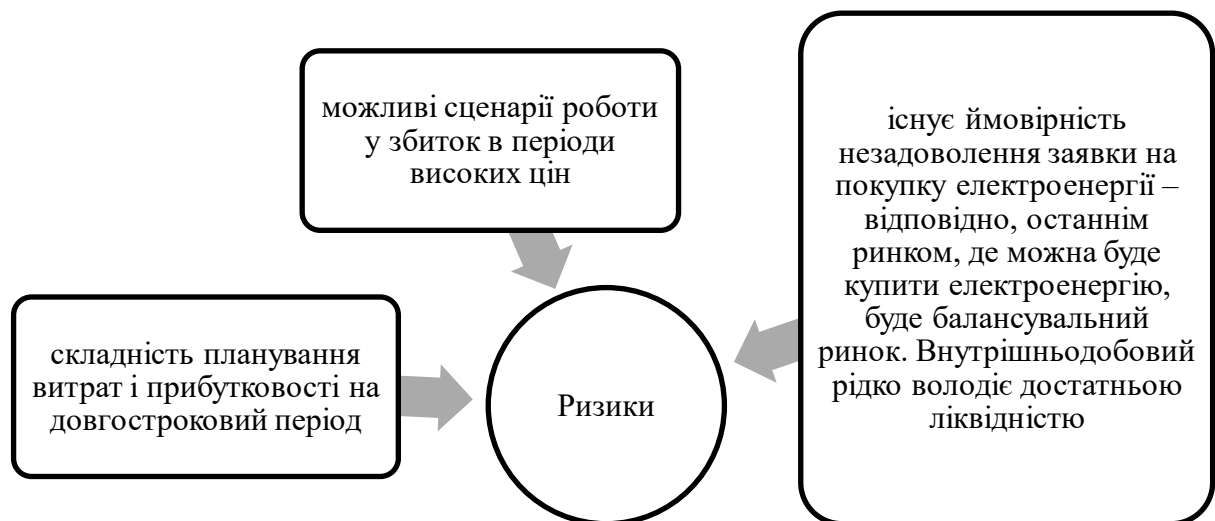 можливі сценарії роботи
у збиток в періоди
високих цін
існує ймовірність
незадоволення заявки на
покупку електроенергії –
відповідно, останнім
ринком, де можна буде
купити електроенергію,
буде балансувальний
ринок. Внутрішньодобовий
рідко володіє достатньою
ліквідністю
складність планування
витрат і прибутковості на
довгостроковий період
Ризики